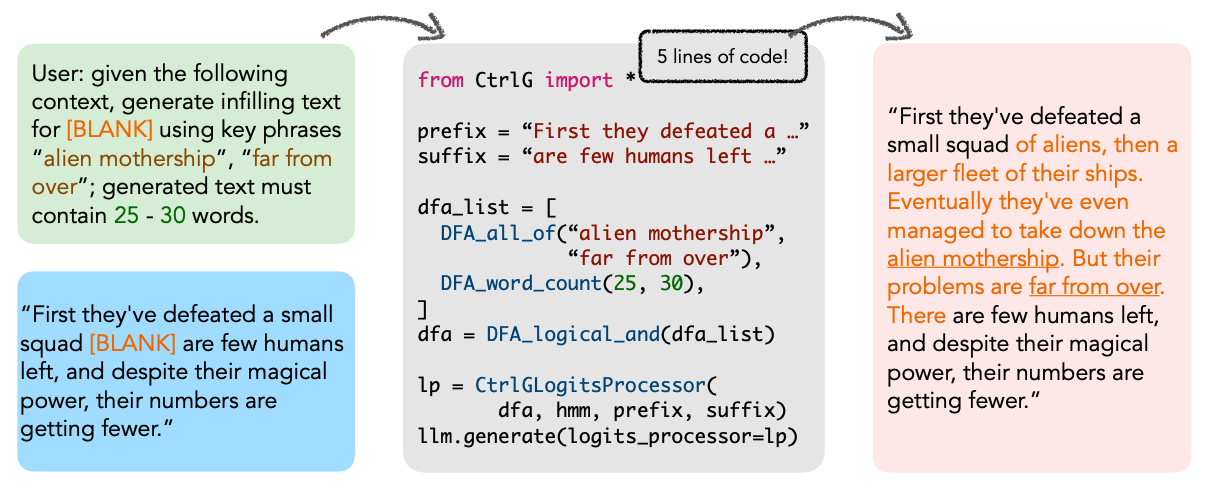 User: given the following
context, generate infilling text
for [BLANK] using key phrases
“alien mothership”, “far from
over”; generated text must
contain 25 - 30 words.
“First they've defeated a small
squad [BLANK] are few humans
left, and despite their magical
power, their numbers are
getting fewer.”
5 lines of code!
from CtrlG import *
prefix = “First they defeated a …”
suffix = “are few humans left …”
dfa_list = [
DFA_all_of(“alien mothership”,
“far from over”),
DFA_word_count(25, 30),
]
dfa = DFA_logical_and(dfa_list)
lp = CtrlGLogitsProcessor(
dfa, hmm, prefix, suffix)
llm.generate(logits_processor=lp)
“First they've defeated a
small squad of aliens, then a
larger fleet of their ships.
Eventually they've even
managed to take down the
alien mothership. But their
problems are far from over.
There are few humans left,
and despite their magical
power, their numbers are
getting fewer.”